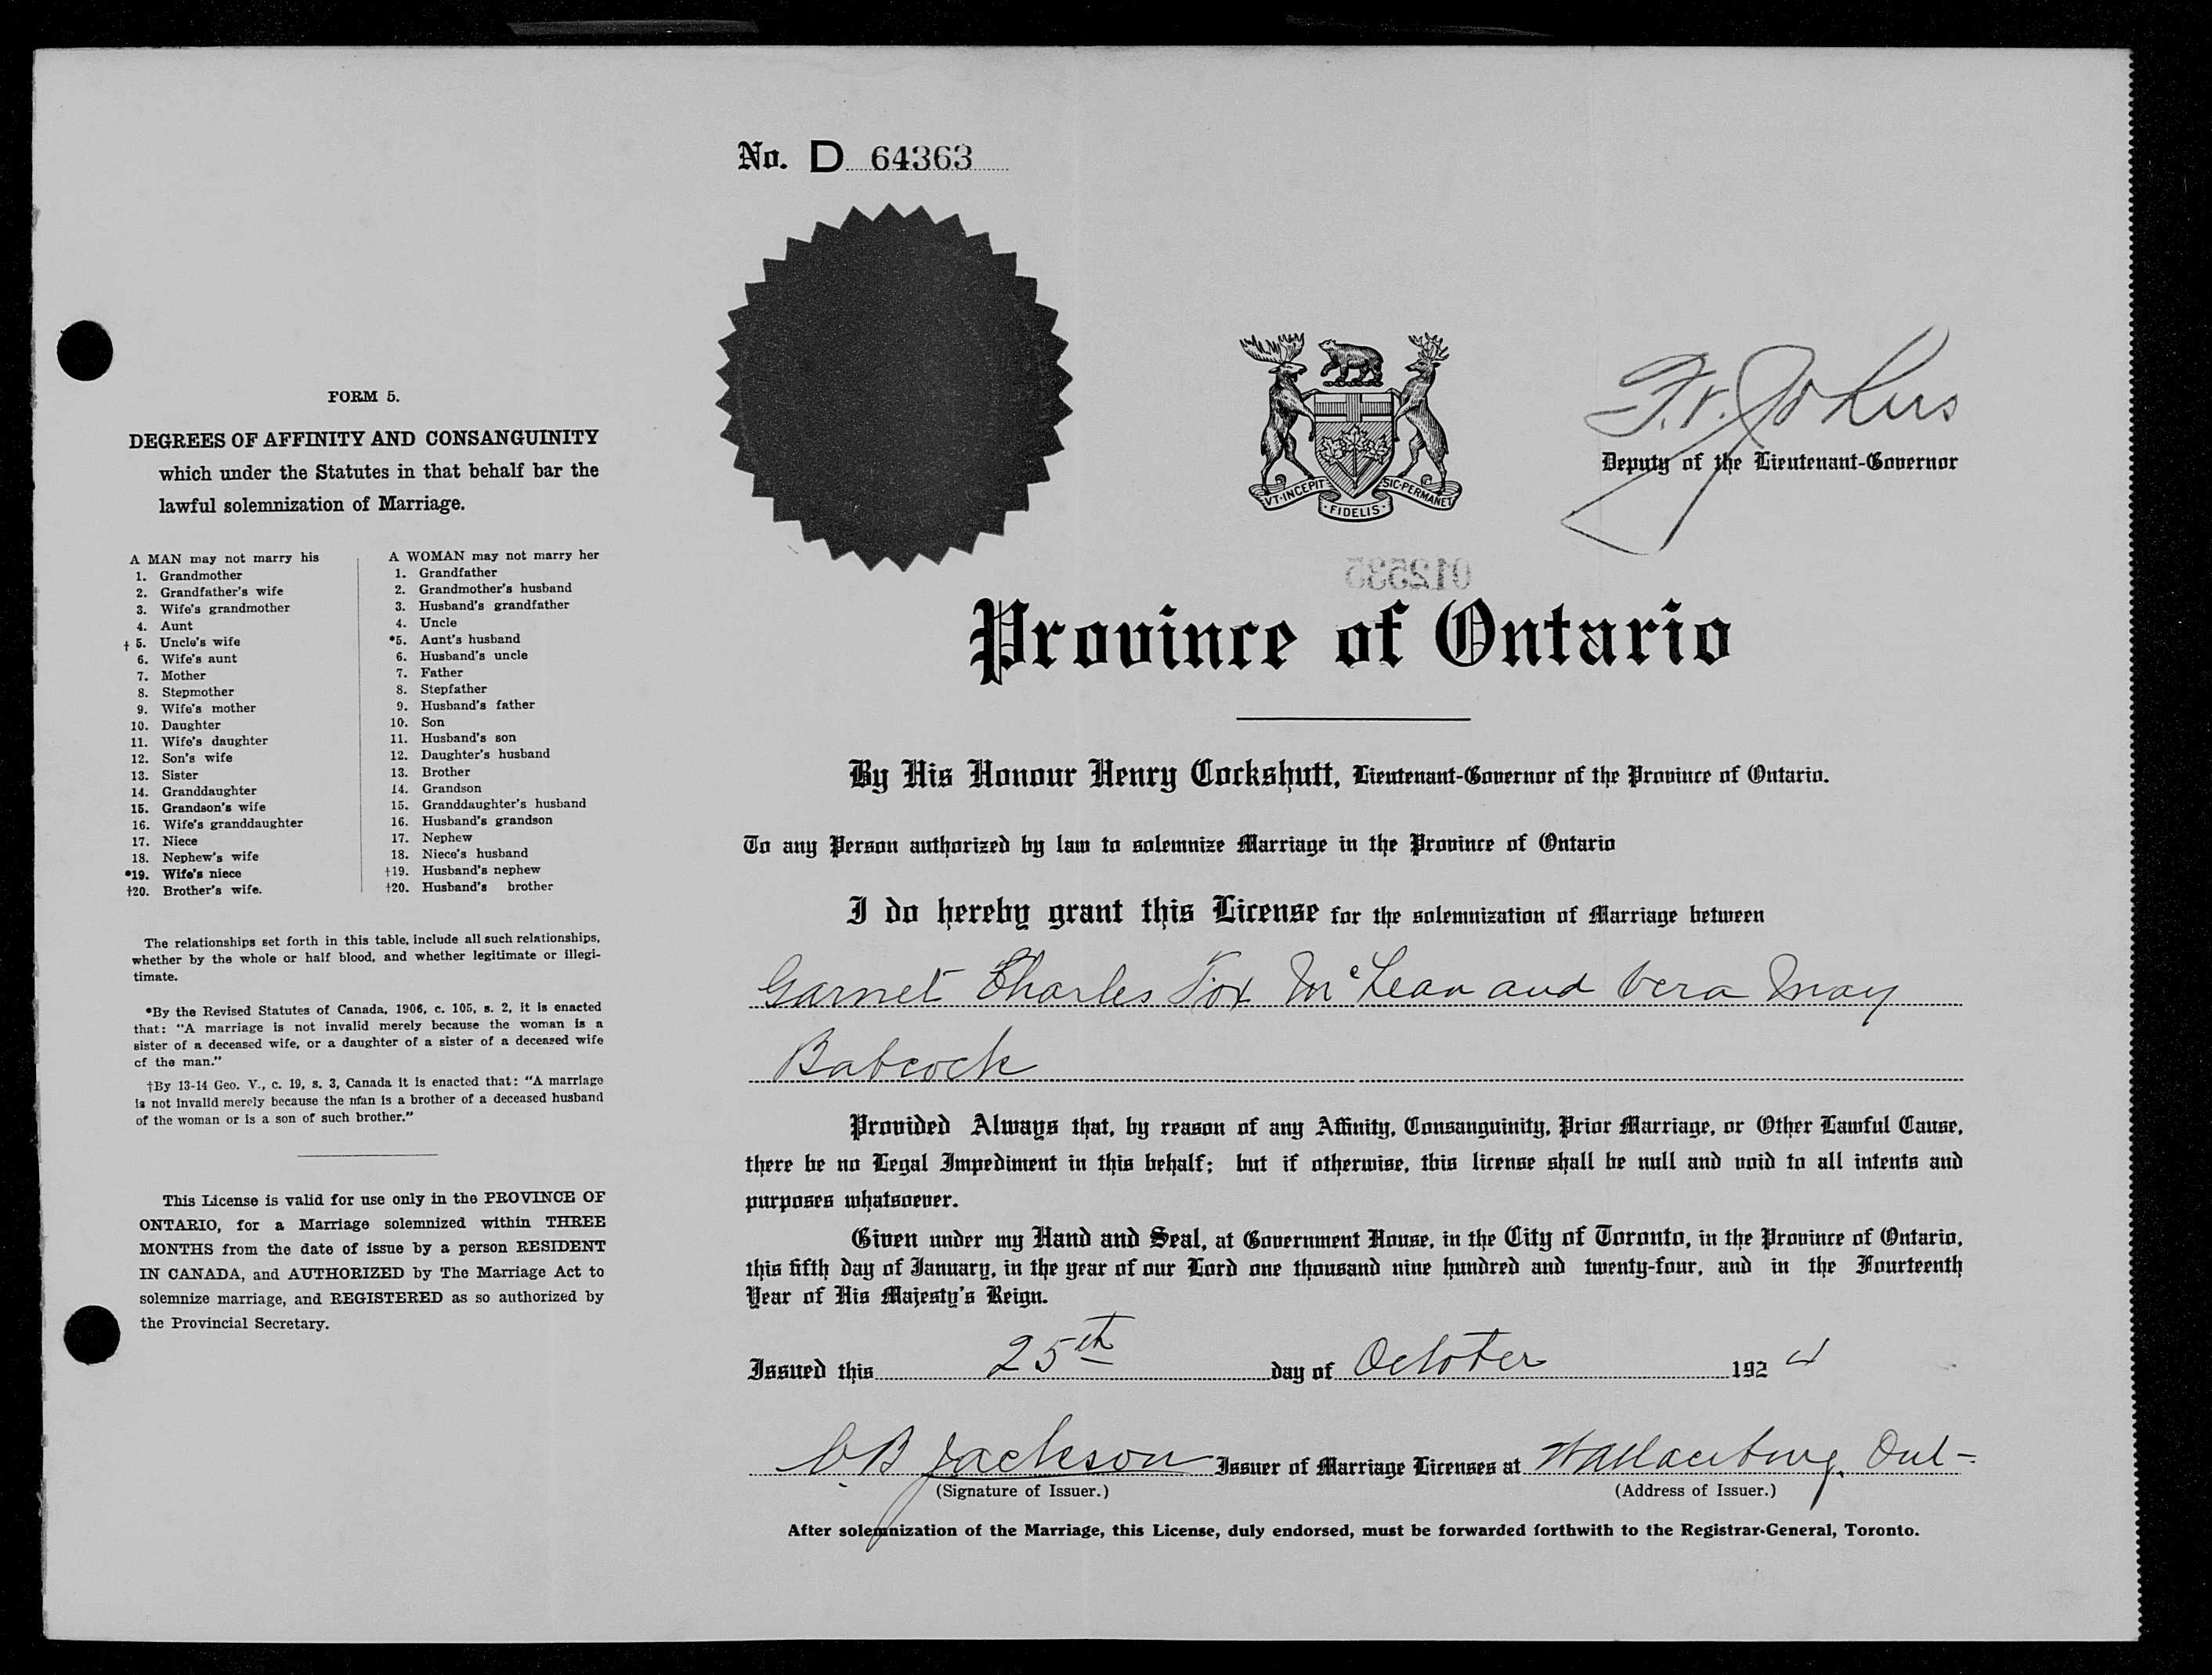 No. D 64363
FORM 5.
DEGREES OF AFFINITY AND CONSANGUINITY
which under the Statutes in that behalf bar the
lawful solemnization of Marriage.
A MAN may not marry his
1. Grandmother
2. Grandfather's wife
3. Wife's grandmother
4. Aunt
† 5. Uncle's wife
6. Wife's aunt
7. Mother
8. Stepmother
9. Wife's mother
10. Daughter
11. Wife's daughter
12. Son's wife
13. Sister
14. Granddaughter
15. Grandson's wife
16. Wife's granddaughter
17. Niece
18. Nephew's wife
*19. Wife's niece
†20. Brother's wife.
A WOMAN may not marry her
1. Grandfather
2. Grandmother's husband
3. Husband's grandfather
4. Uncle
*5. Aunt's husband
6. Husband's uncle
7. Father
8. Stepfather
9. Husband's father
10. Son
11. Husband's son
12. Daughter's husband
13. Brother
14. Grandson
15. Granddaughter's husband
16. Husband's grandson
17. Nephew
18. Niece's husband
†19. Husband's nephew
†20. Husband's brother
The relationships set forth in this table, include all such relationships,
whether by the whole or half blood, and whether legitimate or illegi-
timate.
*By the Revised Statutes of Canada, 1906, c. 105, s. 2, it is enacted
that: "A marriage is not invalid merely because the woman is a
sister of a deceased wife, or a daughter of a sister of a deceased wife
of the man."
†By 13-14 Geo. V., c. 19, s. 3, Canada it is enacted that: "A marriage
is not invalid merely because the man is a brother of a deceased husband
of the woman or is a son of such brother."
This License is valid for use only in the PROVINCE OF
ONTARIO, for a Marriage solemnized within THREE
MONTHS from the date of issue by a person RESIDENT
IN CANADA, and AUTHORIZED by The Marriage Act to
solemnize marriage, and REGISTERED as so authorized by
the Provincial Secretary.
VT·INCEPIT
·FIDELIS·
SIC·PERMANET
Johns
Deputy of the Lieutenant-Governor
012535
Province of Ontario
By His Honour Henry Cockshutt, Lieutenant-Governor of the Province of Ontario.
To any Person authorized by law to solemnize Marriage in the Province of Ontario
I do hereby grant this License for the solemnization of Marriage between
Garnet Charles Fox McLean and Vera May
Babcock
Provided Always that, by reason of any Affinity, Consanguinity, Prior Marriage, or Other Lawful Cause,
there be no Legal Impediment in this behalf; but if otherwise, this license shall be null and void to all intents and
purposes whatsoever.
Given under my Hand and Seal, at Government House, in the City of Toronto, in the Province of Ontario,
this fifth day of January, in the year of our Lord one thousand nine hundred and twenty-four, and in the Fourteenth
Year of His Majesty's Reign.
Issued this 25th day of October 1924
Jackson Issuer of Marriage Licenses at Wallaceburg, Ont-
(Signature of Issuer.) (Address of Issuer.)
After solemnization of the Marriage, this License, duly endorsed, must be forwarded forthwith to the Registrar-General, Toronto.